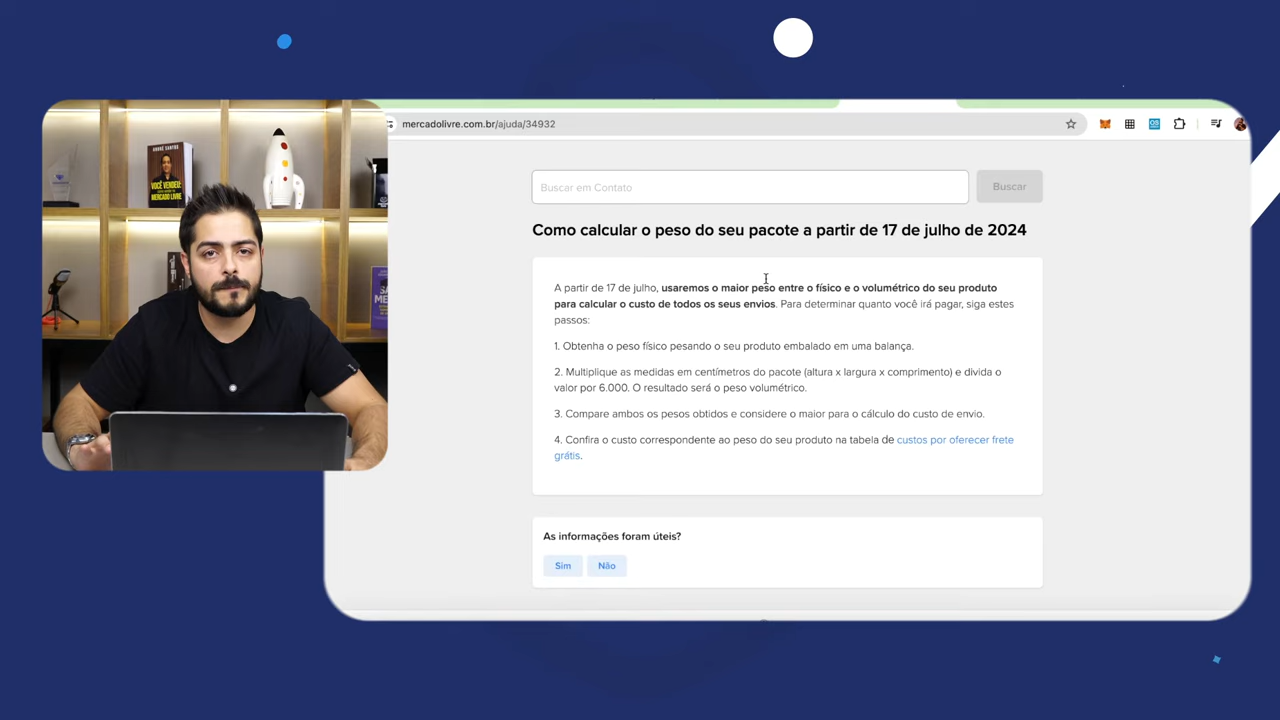 mercadolivre.com.br/ajuda/34932
Buscar em Contato
Buscar
Como calcular o peso do seu pacote a partir de 17 de julho de 2024
A partir de 17 de julho, usaremos o maior peso entre o físico e o volumétrico do seu produto
para calcular o custo de todos os seus envios. Para determinar quanto você irá pagar, siga estes
passos:
1. Obtenha o peso físico pesando o seu produto embalado em uma balança.
2. Multiplique as medidas em centímetros do pacote (altura x largura x comprimento) e divida o
valor por 6.000. O resultado será o peso volumétrico.
3. Compare ambos os pesos obtidos e considere o maior para o cálculo do custo de envio.
4. Confira o custo correspondente ao peso do seu produto na tabela de custos por oferecer frete
grátis.
As informações foram úteis?
Sim
Não
VOCÊ VENDEU
MERCADO LIVRE